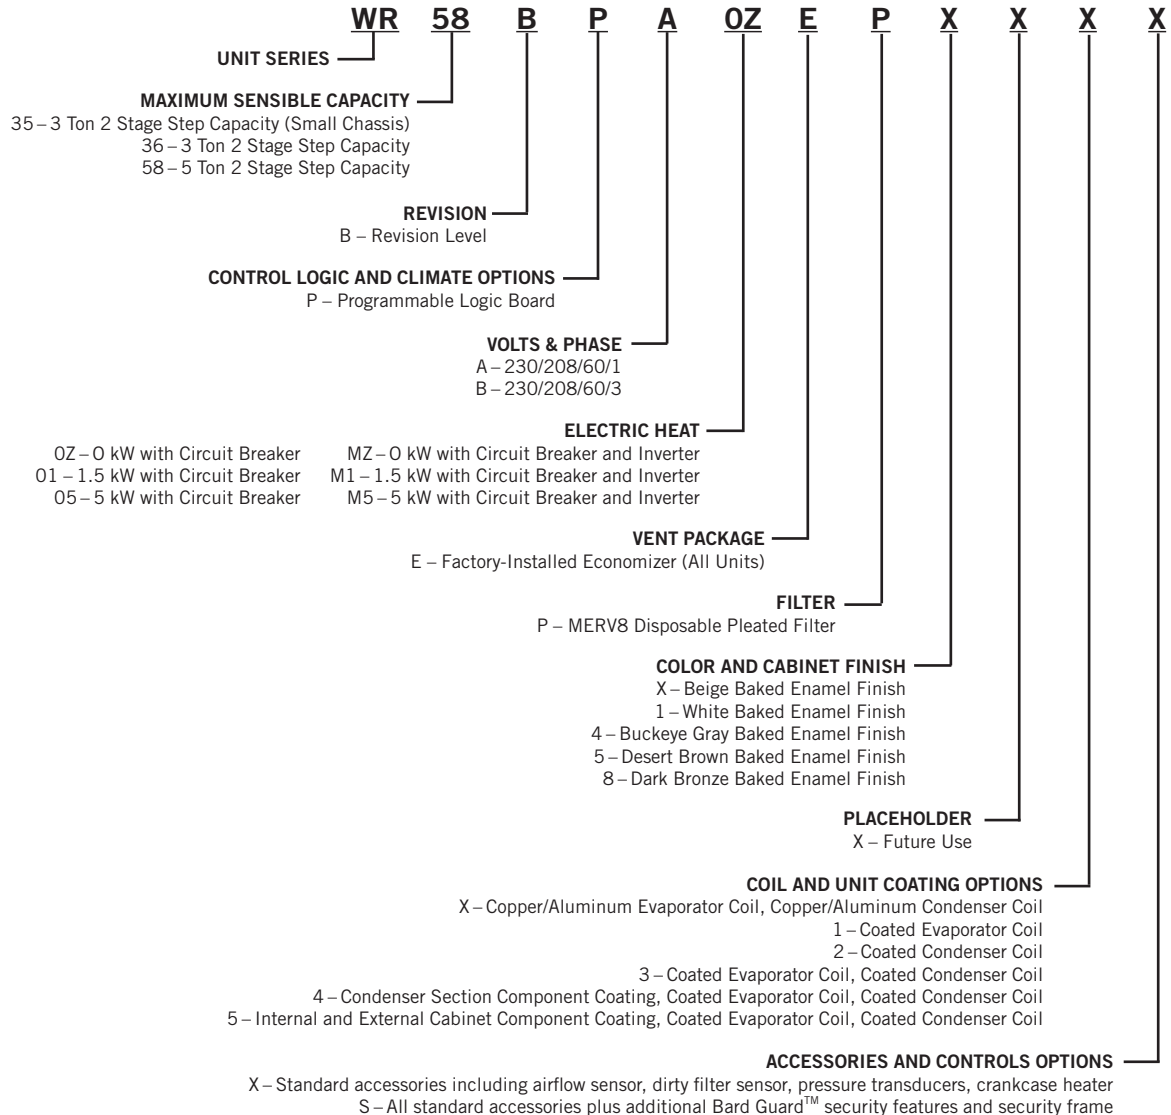 WR 58 B P A 0Z E P X X X X
UNIT SERIES
MAXIMUM SENSIBLE CAPACITY
35 – 3 Ton 2 Stage Step Capacity (Small Chassis)
36 – 3 Ton 2 Stage Step Capacity
58 – 5 Ton 2 Stage Step Capacity
REVISION
B – Revision Level
CONTROL LOGIC AND CLIMATE OPTIONS
P – Programmable Logic Board
VOLTS & PHASE
A – 230/208/60/1
B – 230/208/60/3
ELECTRIC HEAT
0Z – 0 kW with Circuit Breaker MZ – 0 kW with Circuit Breaker and Inverter
01 – 1.5 kW with Circuit Breaker M1 – 1.5 kW with Circuit Breaker and Inverter
05 – 5 kW with Circuit Breaker M5 – 5 kW with Circuit Breaker and Inverter
VENT PACKAGE
E – Factory-Installed Economizer (All Units)
FILTER
P – MERV8 Disposable Pleated Filter
COLOR AND CABINET FINISH
X – Beige Baked Enamel Finish
1 – White Baked Enamel Finish
4 – Buckeye Gray Baked Enamel Finish
5 – Desert Brown Baked Enamel Finish
8 – Dark Bronze Baked Enamel Finish
PLACEHOLDER
X – Future Use
COIL AND UNIT COATING OPTIONS
X – Copper/Aluminum Evaporator Coil, Copper/Aluminum Condenser Coil
1 – Coated Evaporator Coil
2 – Coated Condenser Coil
3 – Coated Evaporator Coil, Coated Condenser Coil
4 – Condenser Section Component Coating, Coated Evaporator Coil, Coated Condenser Coil
5 – Internal and External Cabinet Component Coating, Coated Evaporator Coil, Coated Condenser Coil
ACCESSORIES AND CONTROLS OPTIONS
X – Standard accessories including airflow sensor, dirty filter sensor, pressure transducers, crankcase heater
S – All standard accessories plus additional Bard Guard™ security features and security frame